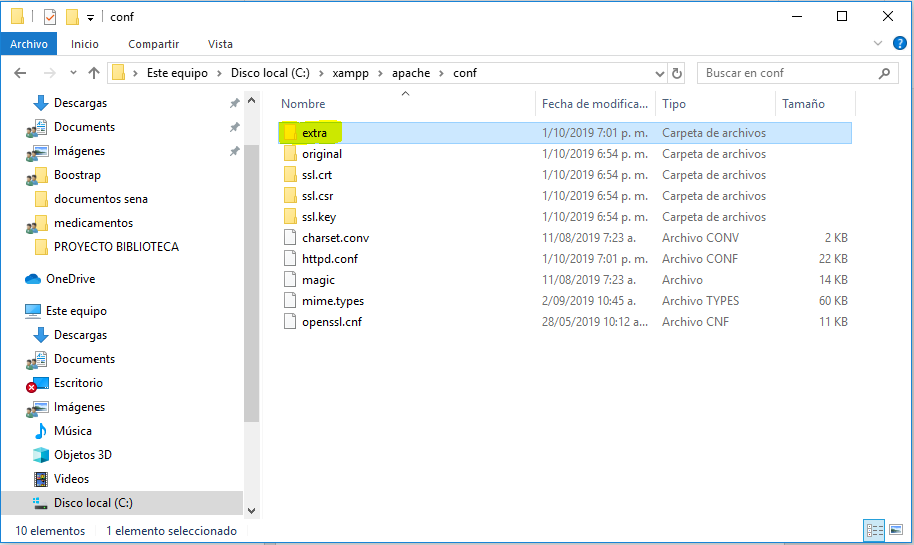 conf
Archivo Inicio Compartir Vista
Este equipo Disco local (C:) xampp apache conf Buscar en conf
Descargas
Documents
Imágenes
Boostrap
documentos sena
medicamentos
PROYECTO BIBLIOTECA
OneDrive
Este equipo
Descargas
Documents
Escritorio
Imágenes
Música
Objetos 3D
Videos
Disco local (C:)
Nombre Fecha de modifica... Tipo Tamaño
extra 1/10/2019 7:01 p. m. Carpeta de archivos
original 1/10/2019 6:54 p. m. Carpeta de archivos
ssl.crt 1/10/2019 6:54 p. m. Carpeta de archivos
ssl.csr 1/10/2019 6:54 p. m. Carpeta de archivos
ssl.key 1/10/2019 6:54 p. m. Carpeta de archivos
charset.conv 11/08/2019 7:23 a. Archivo CONV 2 KB
httpd.conf 1/10/2019 7:01 p. m. Archivo CONF 22 KB
magic 11/08/2019 7:23 a. Archivo 14 KB
mime.types 2/09/2019 10:45 a. Archivo TYPES 60 KB
openssl.cnf 28/05/2019 10:12 a... Archivo CNF 11 KB
10 elementos 1 elemento seleccionado